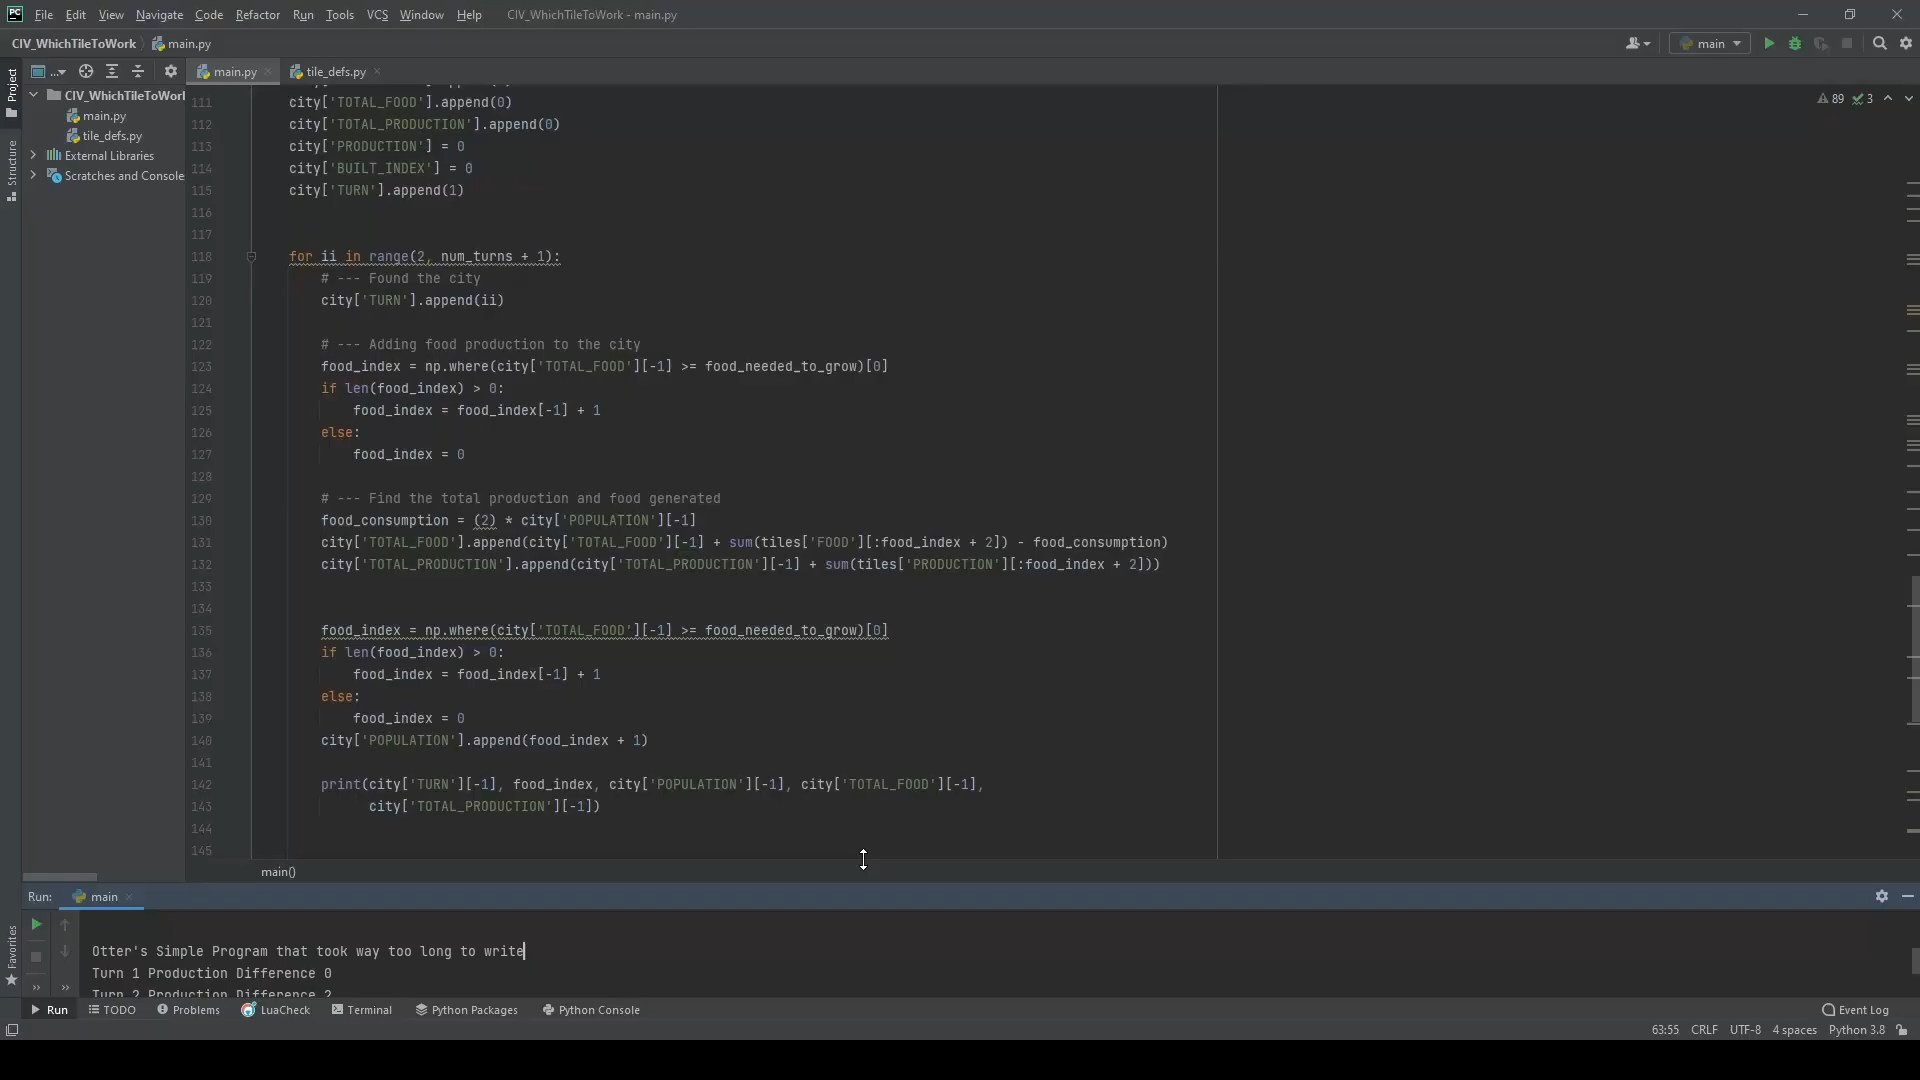 PC File Edit View Navigate Code Refactor Run Tools VCS Window Help CIV_WhichTileToWork - main.py
CIV_WhichTileToWork main.py main
Project ... main.py tile_defs.py
CIV_WhichTileToWorl
main.py
tile_defs.py
External Libraries
Scratches and Console
Structure
Favorites
89 3
111 city['TOTAL_FOOD'].append(0)
112 city['TOTAL_PRODUCTION'].append(0)
113 city['PRODUCTION'] = 0
114 city['BUILT_INDEX'] = 0
115 city['TURN'].append(1)
116
117
118 for ii in range(2, num_turns + 1):
119 # --- Found the city
120 city['TURN'].append(ii)
121
122 # --- Adding food production to the city
123 food_index = np.where(city['TOTAL_FOOD'][-1] >= food_needed_to_grow)[0]
124 if len(food_index) > 0:
125 food_index = food_index[-1] + 1
126 else:
127 food_index = 0
128
129 # --- Find the total production and food generated
130 food_consumption = (2) * city['POPULATION'][-1]
131 city['TOTAL_FOOD'].append(city['TOTAL_FOOD'][-1] + sum(tiles['FOOD'][:food_index + 2]) - food_consumption)
132 city['TOTAL_PRODUCTION'].append(city['TOTAL_PRODUCTION'][-1] + sum(tiles['PRODUCTION'][:food_index + 2]))
133
134
135 food_index = np.where(city['TOTAL_FOOD'][-1] >= food_needed_to_grow)[0]
136 if len(food_index) > 0:
137 food_index = food_index[-1] + 1
138 else:
139 food_index = 0
140 city['POPULATION'].append(food_index + 1)
141
142 print(city['TURN'][-1], food_index, city['POPULATION'][-1], city['TOTAL_FOOD'][-1],
143 city['TOTAL_PRODUCTION'][-1])
144
145
main()
Run: main
Otter's Simple Program that took way too long to write
Turn 1 Production Difference 0
Turn 2 Production Difference 2
Run TODO Problems LuaCheck Terminal Python Packages Python Console Event Log
63:55 CRLF UTF-8 4 spaces Python 3.8